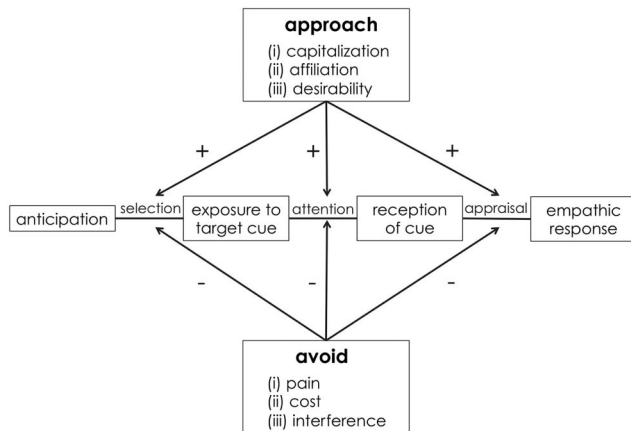 approach
(i) capitalization
(ii) affiliation
(iii) desirability
+
+
+
anticipation
selection
exposure to
target cue
attention
reception
of cue
appraisal
empathic
response
-
-
-
avoid
(i) pain
(ii) cost
(iii) interference